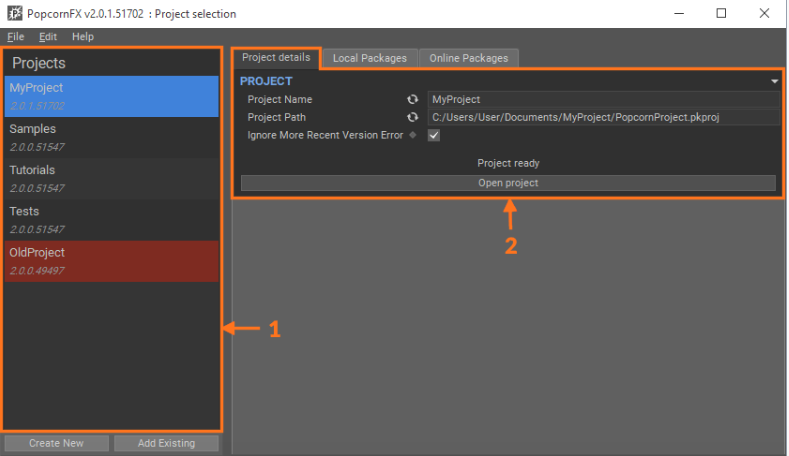 PopcornFX v2.0.1.51702 : Project selection
File Edit Help
Projects
MyProject
2.0.1.51702
Samples
2.0.0.51547
Tutorials
2.0.0.51547
Tests
2.0.0.51547
OldProject
2.0.0.49497
Create New Add Existing
Project details Local Packages Online Packages
PROJECT
Project Name MyProject
Project Path C:/Users/User/Documents/MyProject/PopcornProject.pkproj
Ignore More Recent Version Error
Project ready
Open project
2
1